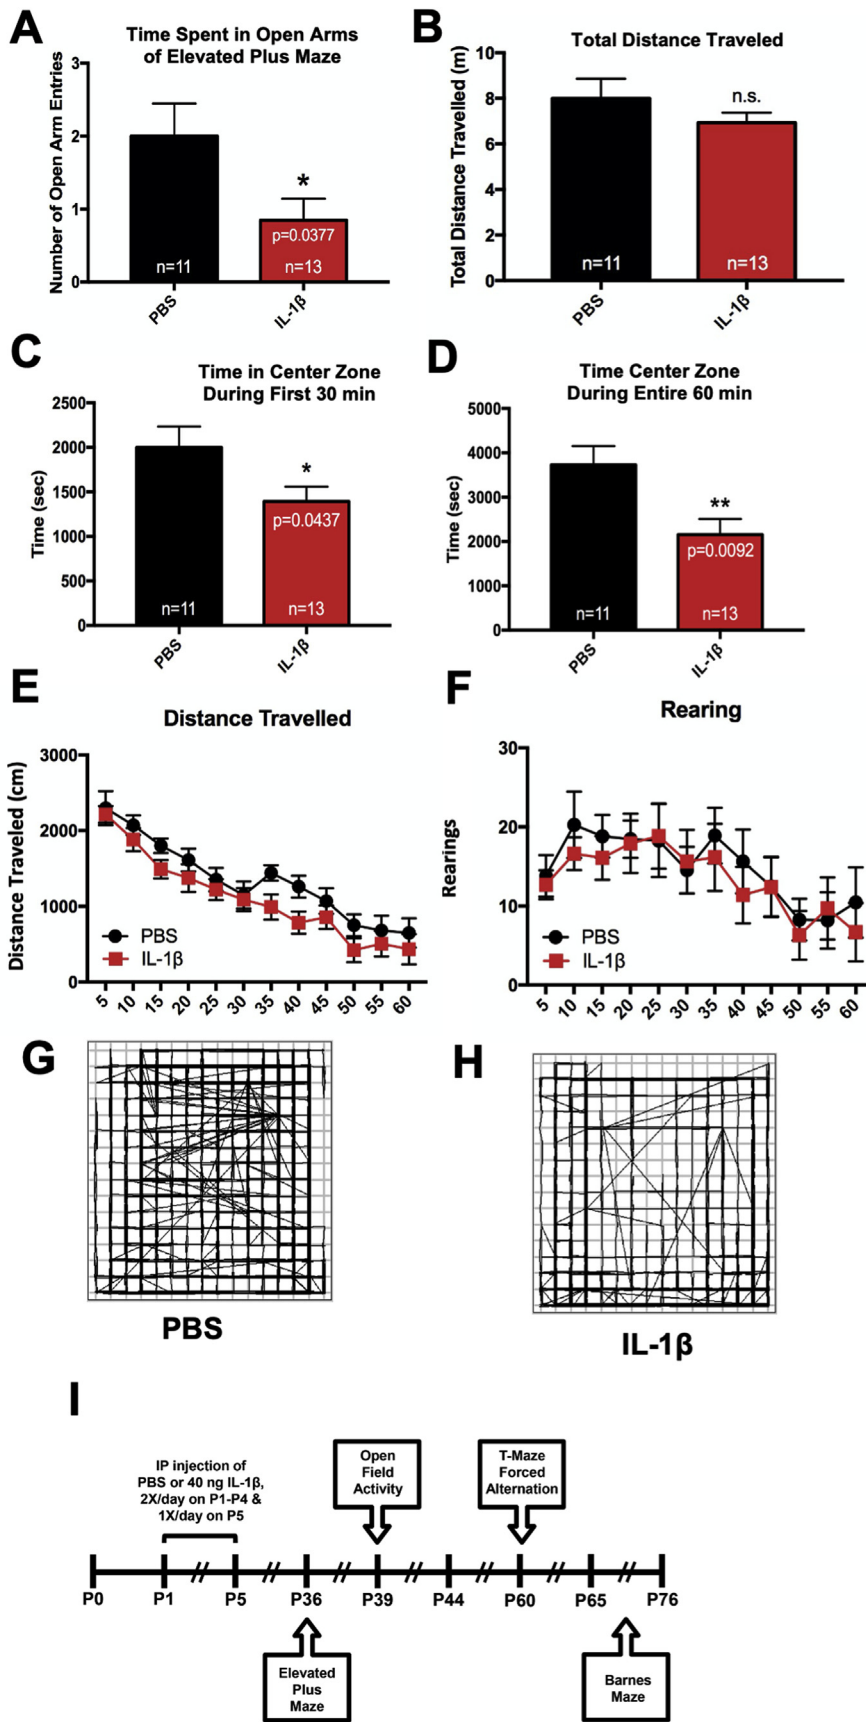 A
Time Spent in Open Arms
of Elevated Plus Maze
Number of Open Arm Entries
3
2
1
0
*
p=0.0377
n=11
n=13
PBS
IL-1β
B
Total Distance Traveled
Total Distance Travelled (m)
10
8
6
4
2
0
n.s.
n=11
n=13
PBS
IL-1β
C
Time in Center Zone
During First 30 min
Time (sec)
2500
2000
1500
1000
500
0
*
p=0.0437
n=11
n=13
PBS
IL-1β
D
Time Center Zone
During Entire 60 min
Time (sec)
5000
4000
3000
2000
1000
0
**
p=0.0092
n=11
n=13
PBS
IL-1β
E
Distance Travelled
Distance Traveled (cm)
3000
2000
1000
0
PBS
IL-1β
5 10 15 20 25 30 35 40 45 50 55 60
F
Rearing
Rearings
30
20
10
0
PBS
IL-1β
5 10 15 20 25 30 35 40 45 50 55 60
G
PBS
H
IL-1β
I
IP injection of
PBS or 40 ng IL-1β,
2X/day on P1-P4 &
1X/day on P5
Open
Field
Activity
T-Maze
Forced
Alternation
P0 P1 P5 P36 P39 P44 P60 P65 P76
Elevated
Plus
Maze
Barnes
Maze